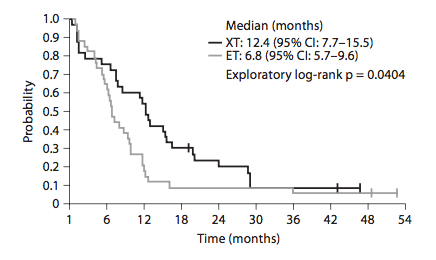 Median (months)
XT: 12.4 (95% CI: 7.7–15.5)
ET: 6.8 (95% CI: 5.7–9.6)
Exploratory log-rank p = 0.0404
Probability
1.0
0.9
0.8
0.7
0.6
0.5
0.4
0.3
0.2
0.1
0
1 6 12 18 24 30 36 42 48 54
Time (months)